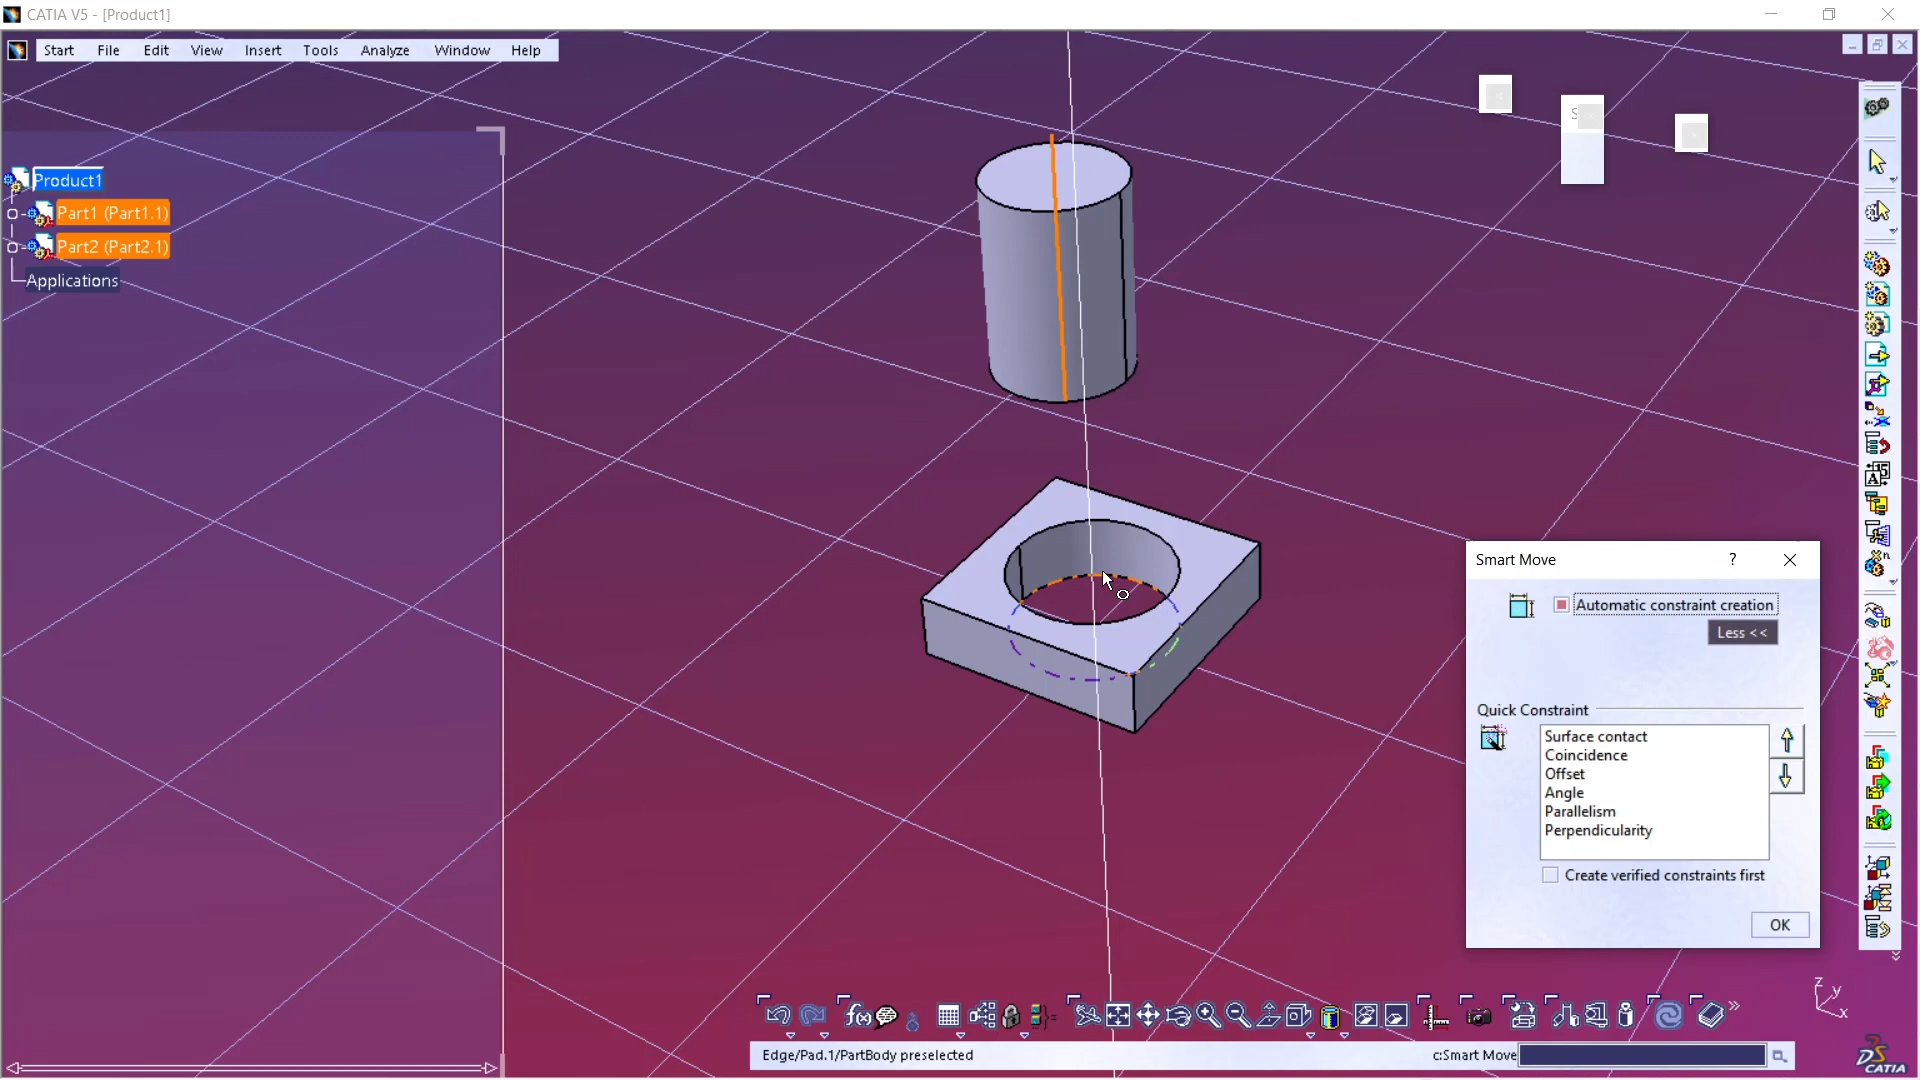 CATIA V5 - [Product1]
Start File Edit View Insert Tools Analyze Window Help
S
Product1
Part1 (Part1.1)
Part2 (Part2.1)
Applications
Smart Move ?
Automatic constraint creation
Less <<
Quick Constraint
Surface contact
Coincidence
Offset
Angle
Parallelism
Perpendicularity
Create verified constraints first
OK
z
y
x
f(x)
Edge/Pad.1/PartBody preselected
c:Smart Move
DS
CATIA